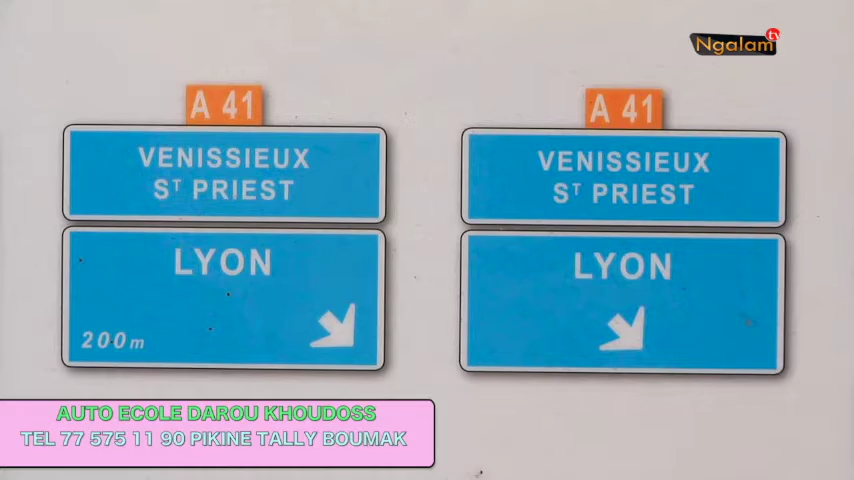 Ngalam tv
A 41
VENISSIEUX
ST PRIEST
LYON
200m
A 41
VENISSIEUX
ST PRIEST
LYON
AUTO ECOLE DAROU KHOUDOSS
TEL 77 575 11 90 PIKINE TALLY BOUMAK